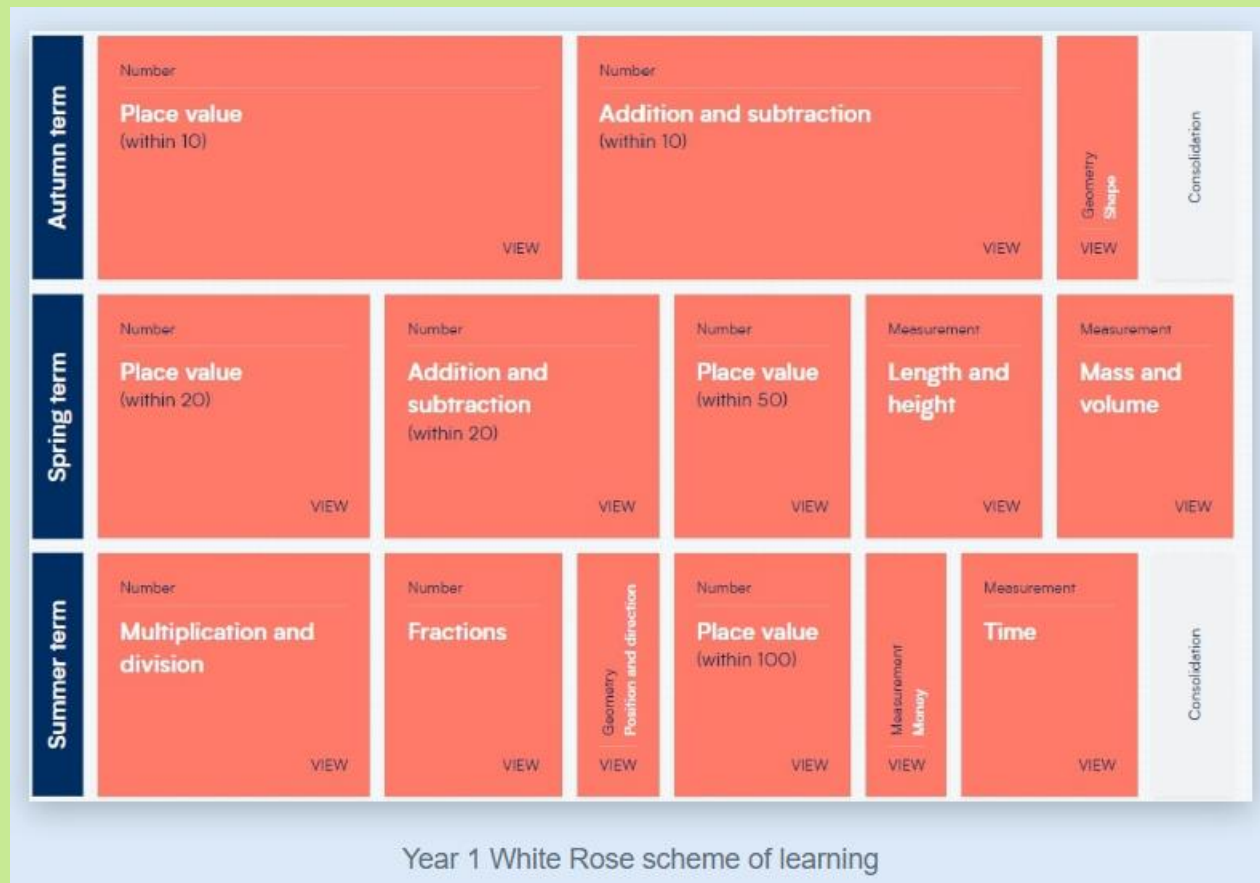 Autumn term
Number
Place value
(within 10)
VIEW
Number
Addition and subtraction
(within 10)
VIEW
Geometry
Shape
VIEW
Consolidation
Spring term
Number
Place value
(within 20)
VIEW
Number
Addition and
subtraction
(within 20)
VIEW
Number
Place value
(within 50)
VIEW
Measurement
Length and
height
VIEW
Measurement
Mass and
volume
VIEW
Summer term
Number
Multiplication and
division
VIEW
Number
Fractions
VIEW
Geometry
Position and direction
VIEW
Number
Place value
(within 100)
VIEW
Measurement
Money
VIEW
Measurement
Time
VIEW
Consolidation
Year 1 White Rose scheme of learning